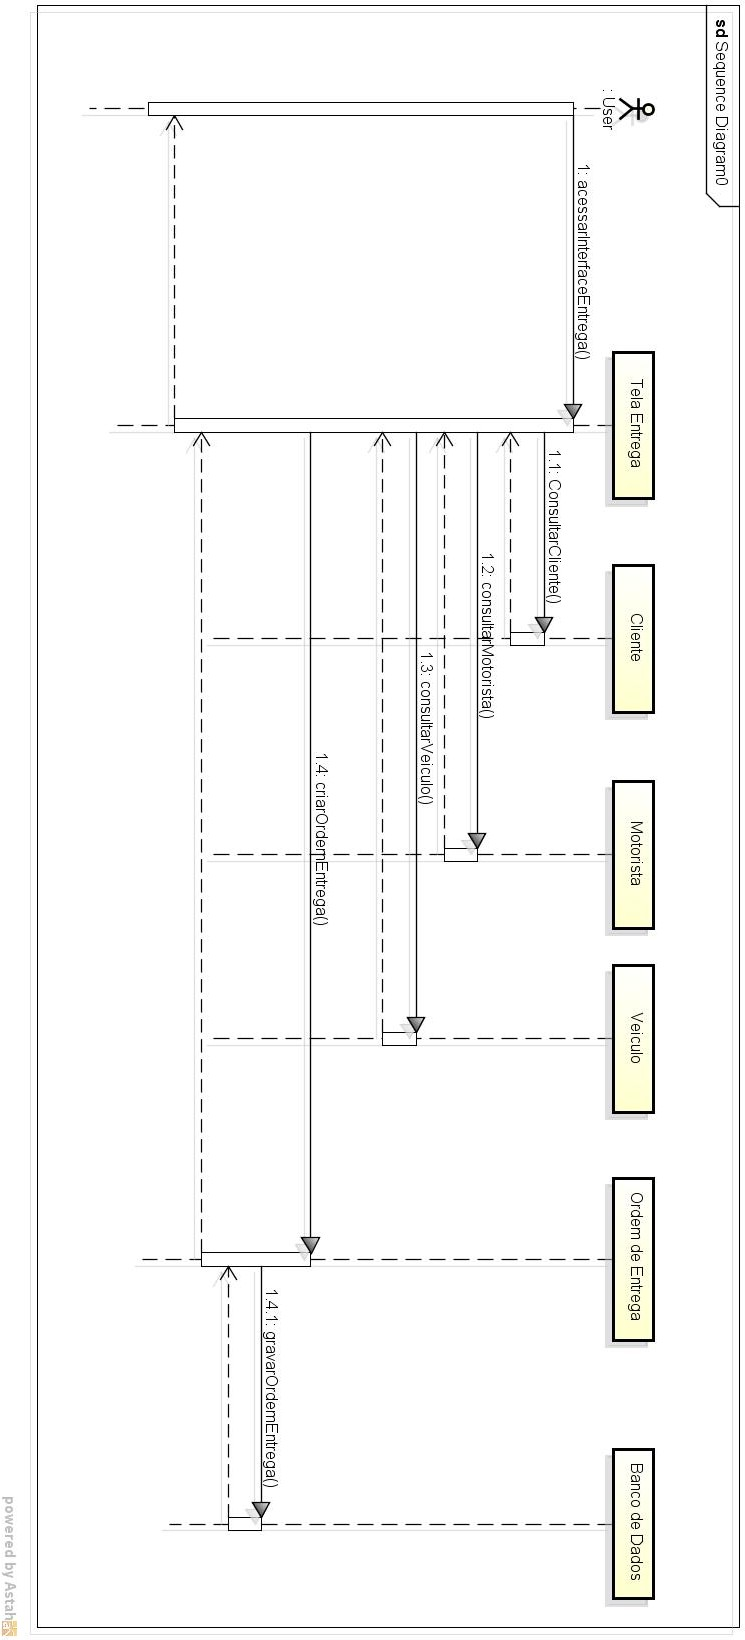 sd Sequence Diagram0
: User
Tela Entrega
Cliente
Motorista
Veiculo
Ordem de Entrega
Banco de Dados
1: acessarInterfaceEntrega()
1.1: ConsultarCliente()
1.2: consultarMotorista()
1.3: consultarVeiculo()
1.4: criarOrdemEntrega()
1.4.1: gravarOrdemEntrega()
powered by Astah